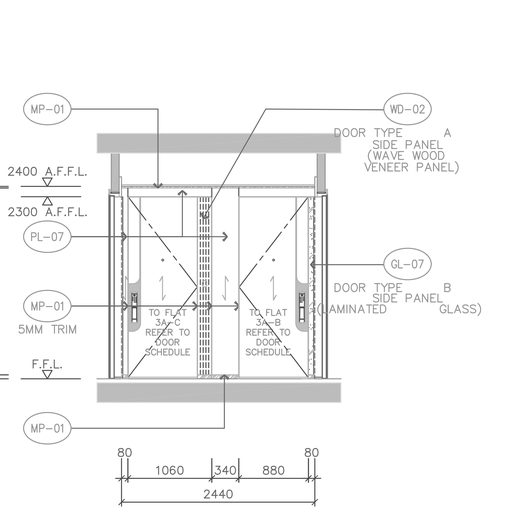 MP-01
WD-02
DOOR TYPE A
SIDE PANEL
(WAVE WOOD
VENEER PANEL)
2400 A.F.F.L.
2300 A.F.F.L.
PL-07
GL-07
DOOR TYPE B
SIDE PANEL
(LAMINATED GLASS)
MP-01
5MM TRIM
TO FLAT
3A-C
REFER TO
DOOR
SCHEDULE
TO FLAT
3A-B
REFER TO
DOOR
SCHEDULE
F.F.L.
MP-01
80 80
1060 340 880
2440